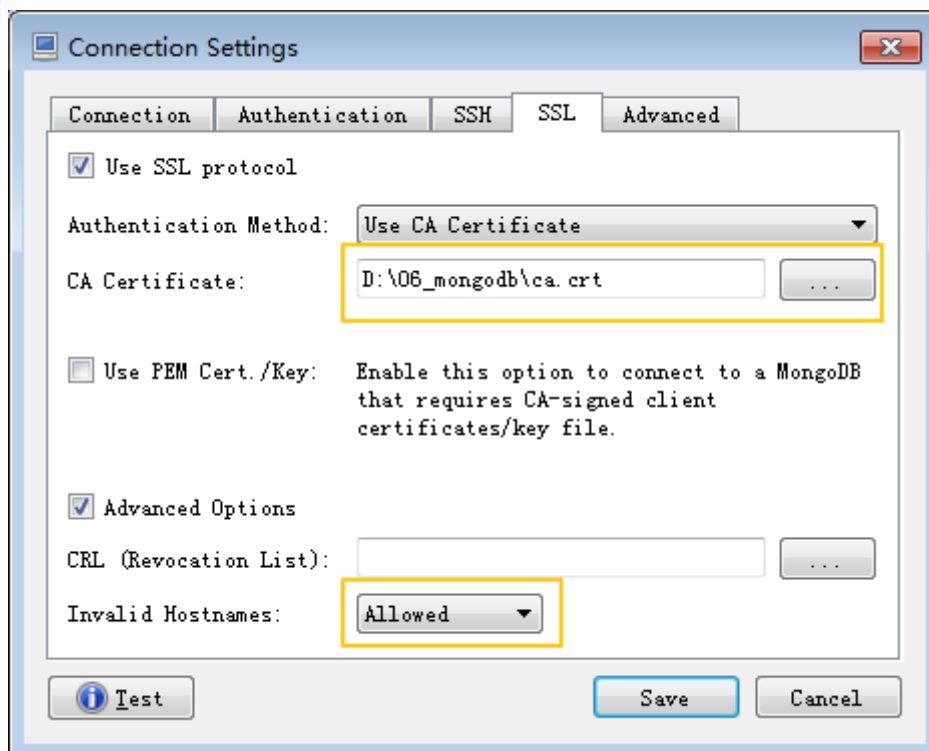 Connection Settings
Connection Authentication SSH SSL Advanced
Use SSL protocol
Authentication Method: Use CA Certificate
CA Certificate: D:\06_mongodb\ca.crt ...
Use PEM Cert./Key: Enable this option to connect to a MongoDB
that requires CA-signed client
certificates/key file.
Advanced Options
CRL (Revocation List): ...
Invalid Hostnames: Allowed
Test Save Cancel